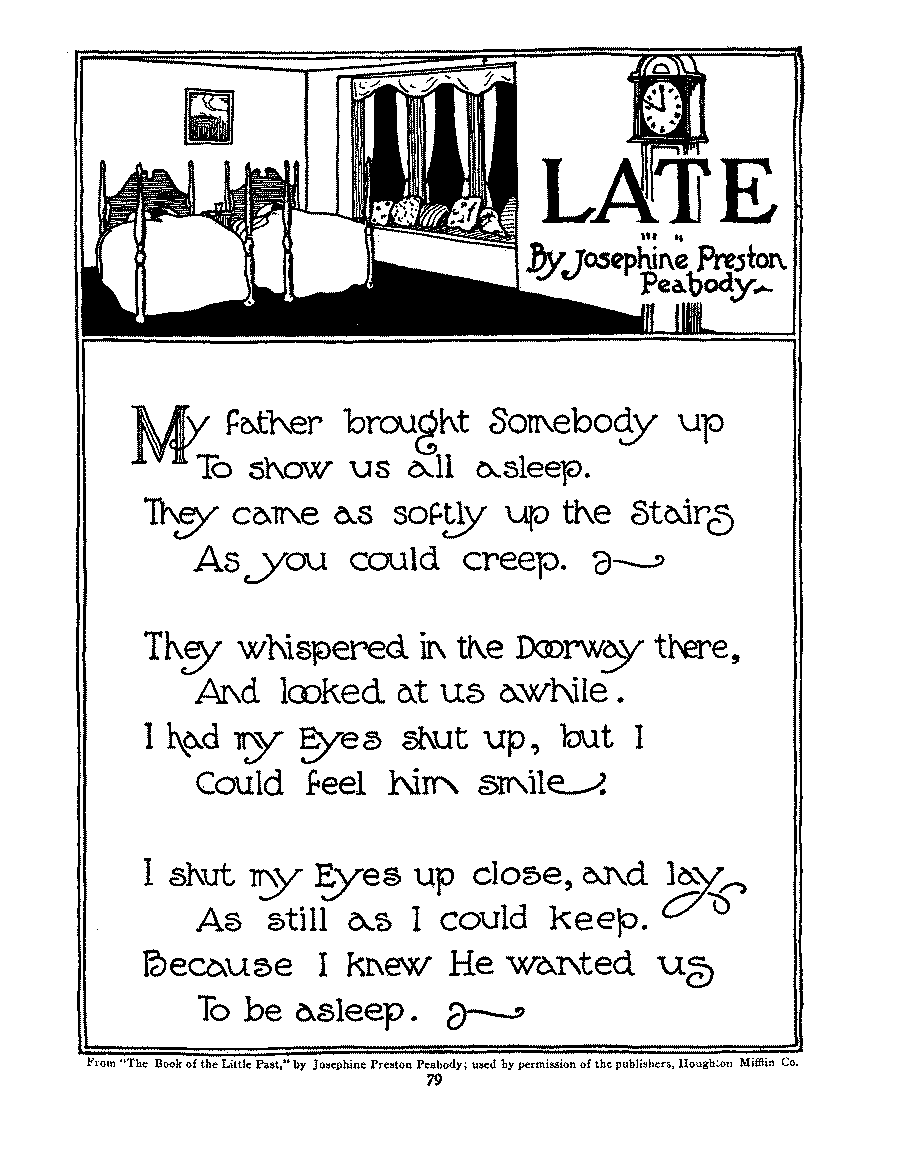 LATE
By Josephine Preston
Peabody
My father brought Somebody up
To show us all asleep.
They came as softly up the Stairs
As you could creep.
They whispered in the Doorway there,
And looked at us awhile.
I had my Eyes shut up, but I
Could feel him smile.
I shut my Eyes up close, and lay
As still as I could keep.
Because I knew He wanted us
To be asleep.
From "The Book of the Little Past," by Josephine Preston Peabody; used by permission of the publishers, Houghton Mifflin Co.
79